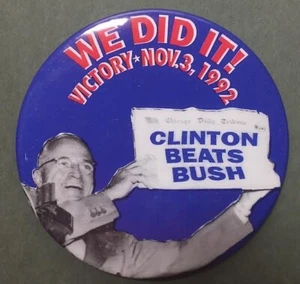 WE DID IT!
VICTORY★NOV. 3, 1992
The Chicago Daily Tribune
CLINTON
BEATS
BUSH